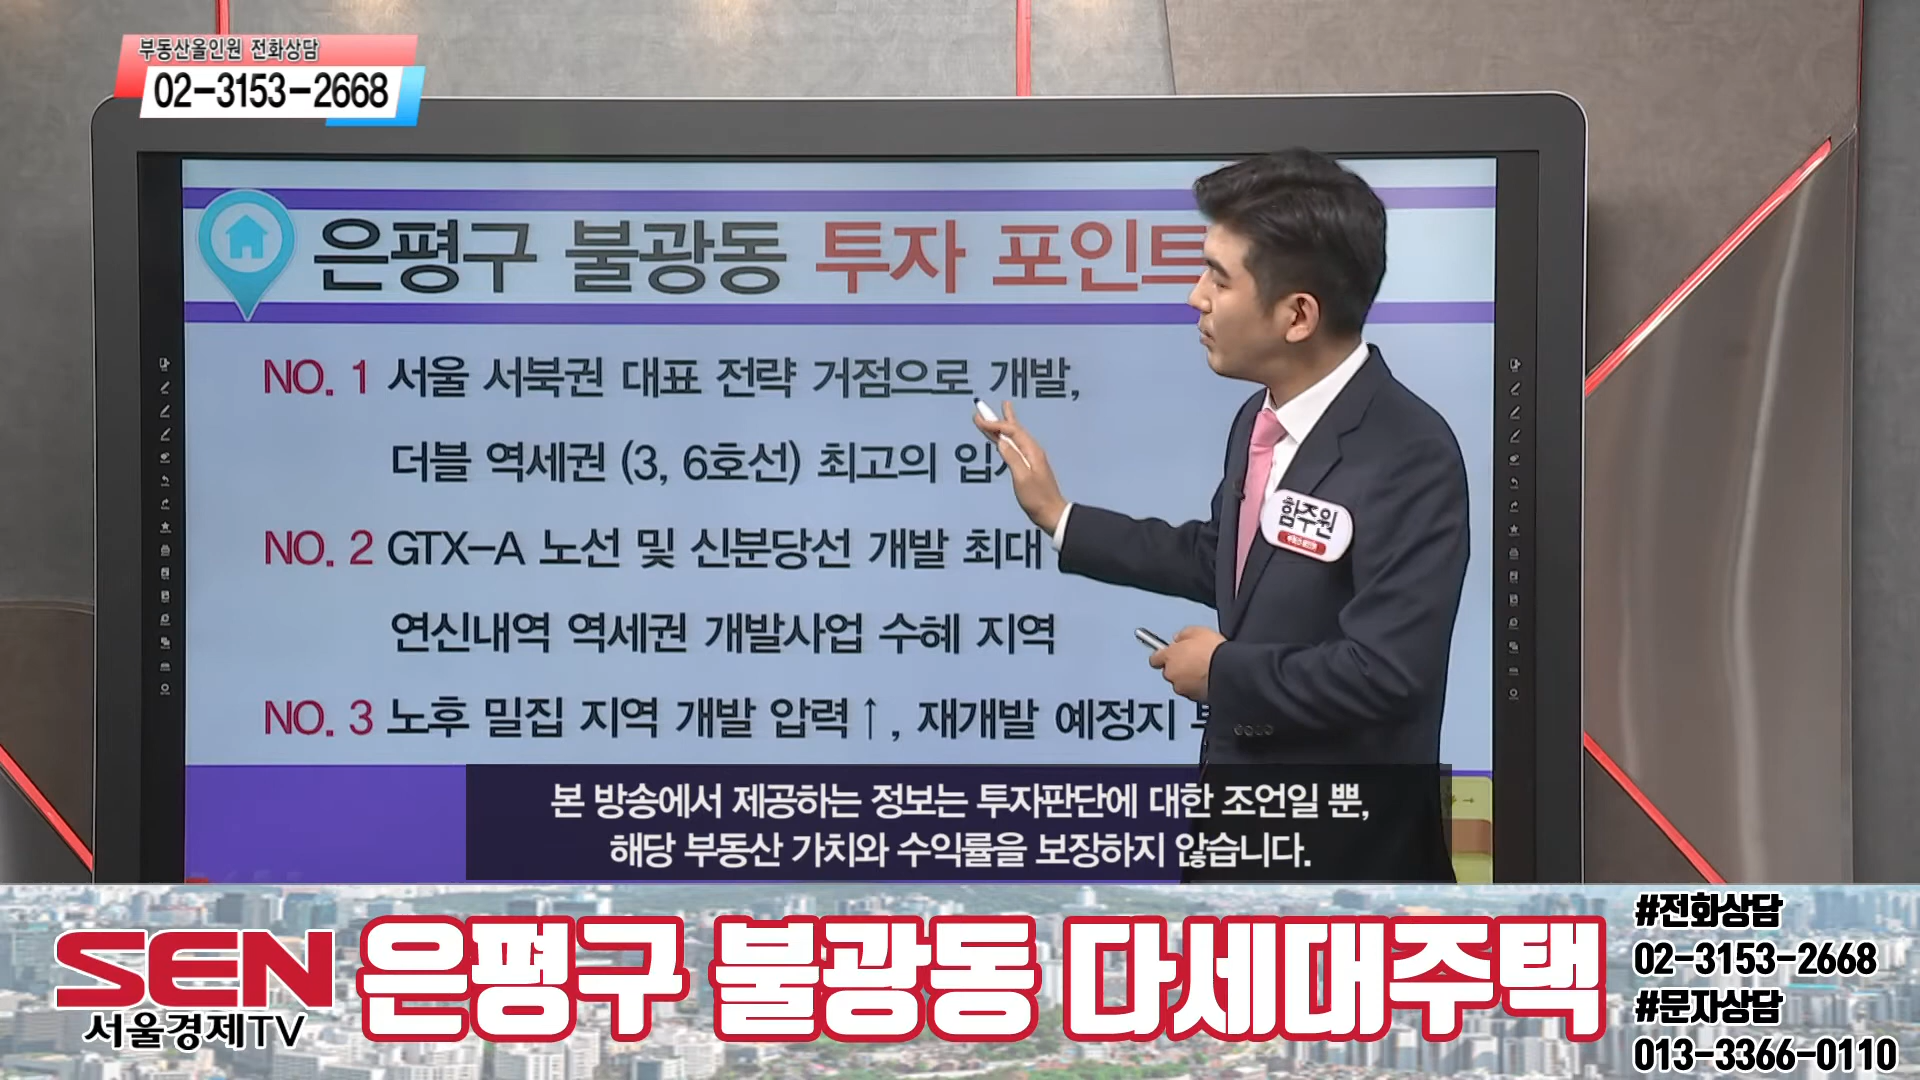 부동산올인원 전화상담
02-3153-2668
은평구 불광동 투자 포인트
NO. 1 서울 서북권 대표 전략 거점으로 개발,
더블 역세권 (3, 6호선) 최고의
NO. 2 GTX-A 노선 및 신분당선 개발 최대
연신내역 역세권 개발사업 수혜 지역
NO. 3 노후 밀집 지역 개발 압력↑, 재개발 예정지
함주원
본 방송에서 제공하는 정보는 투자판단에 대한 조언일 뿐,
해당 부동산 가치와 수익률을 보장하지 않습니다.
SEN
서울경제TV
은평구 불광동 다세대주택
#전화상담
02-3153-2668
#문자상담
013-3366-0110